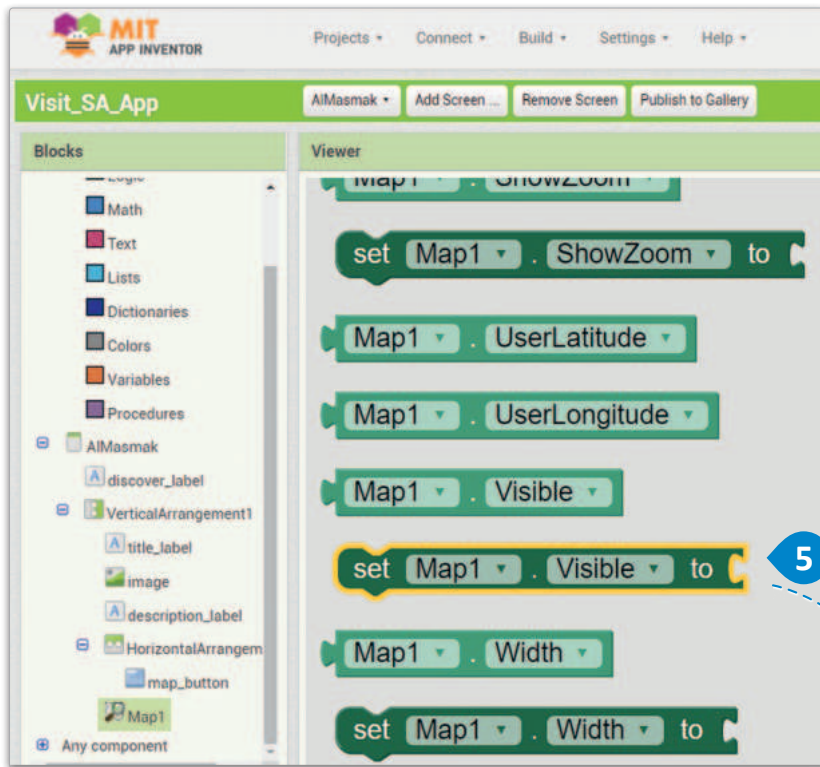 MIT
APP INVENTOR
Projects Connect Build Settings Help
Visit_SA_App
AlMasmak Add Screen ... Remove Screen Publish to Gallery
Blocks
Logic
Math
Text
Lists
Dictionaries
Colors
Variables
Procedures
AlMasmak
discover_label
VerticalArrangement1
title_label
image
description_label
HorizontalArrangem
map_button
Map1
Any component
Viewer
Map1 . ShowZoom
set Map1 . ShowZoom to
Map1 . UserLatitude
Map1 . UserLongitude
Map1 . Visible
set Map1 . Visible to
5
Map1 . Width
set Map1 . Width to